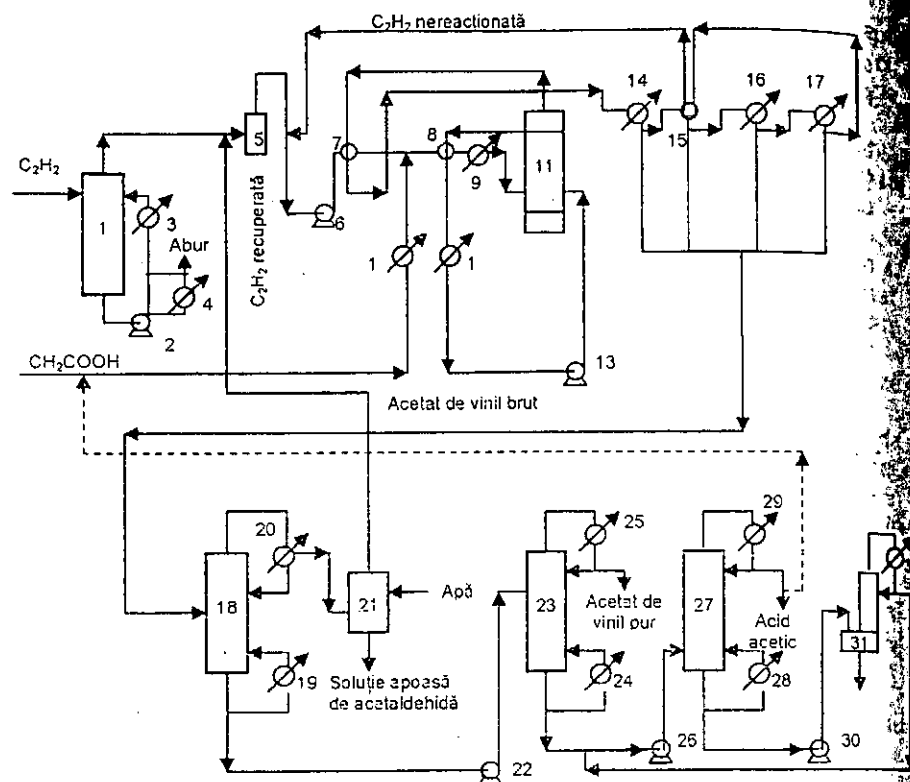 C₂H₂ nereacționată
14
16
17
5
7
8
15
C₂H₂
9
11
1
3
6
C₂H₂ recuperată
Abur
1
1
4
2
CH₂COOH
13
Acetat de vinil brut
20
25
29
18
21
Apă
23
Acetat de
vinil pur
27
Acid
acetic
31
19
Soluție apoasă
de acetaldehidă
24
28
22
26
30